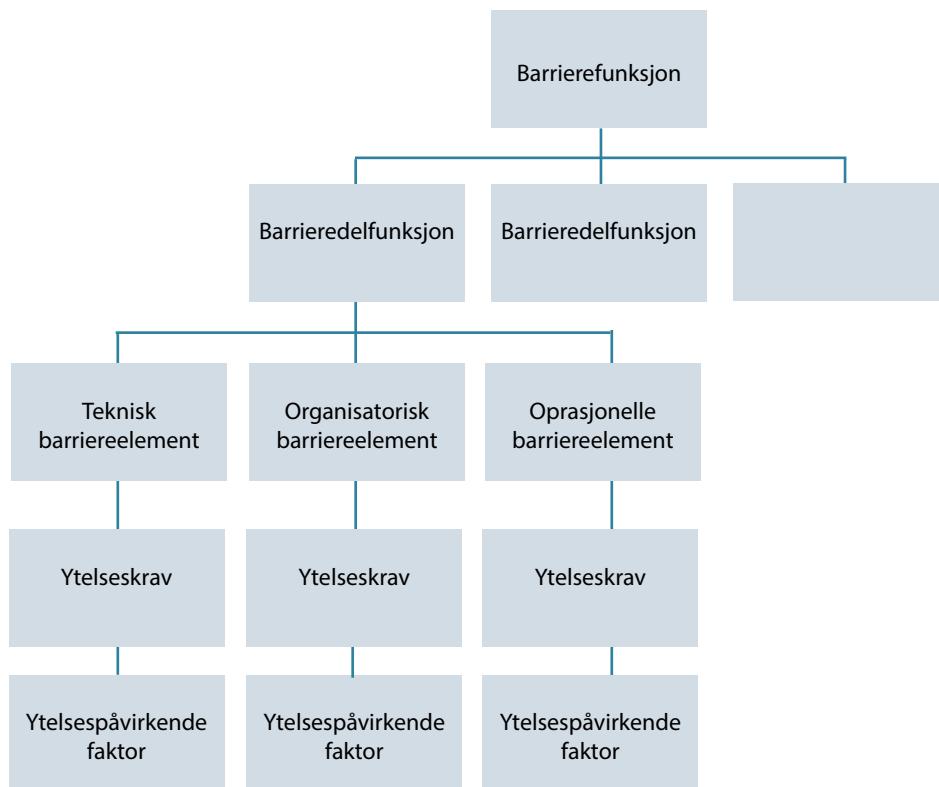 Barrierefunksjon
Barrieredelfunksjon
Barrieredelfunksjon
Teknisk
barriereelement
Organisatorisk
barriereelement
Oprasjonelle
barriereelement
Ytelseskrav
Ytelseskrav
Ytelseskrav
Ytelsespåvirkende
faktor
Ytelsespåvirkende
faktor
Ytelsespåvirkende
faktor